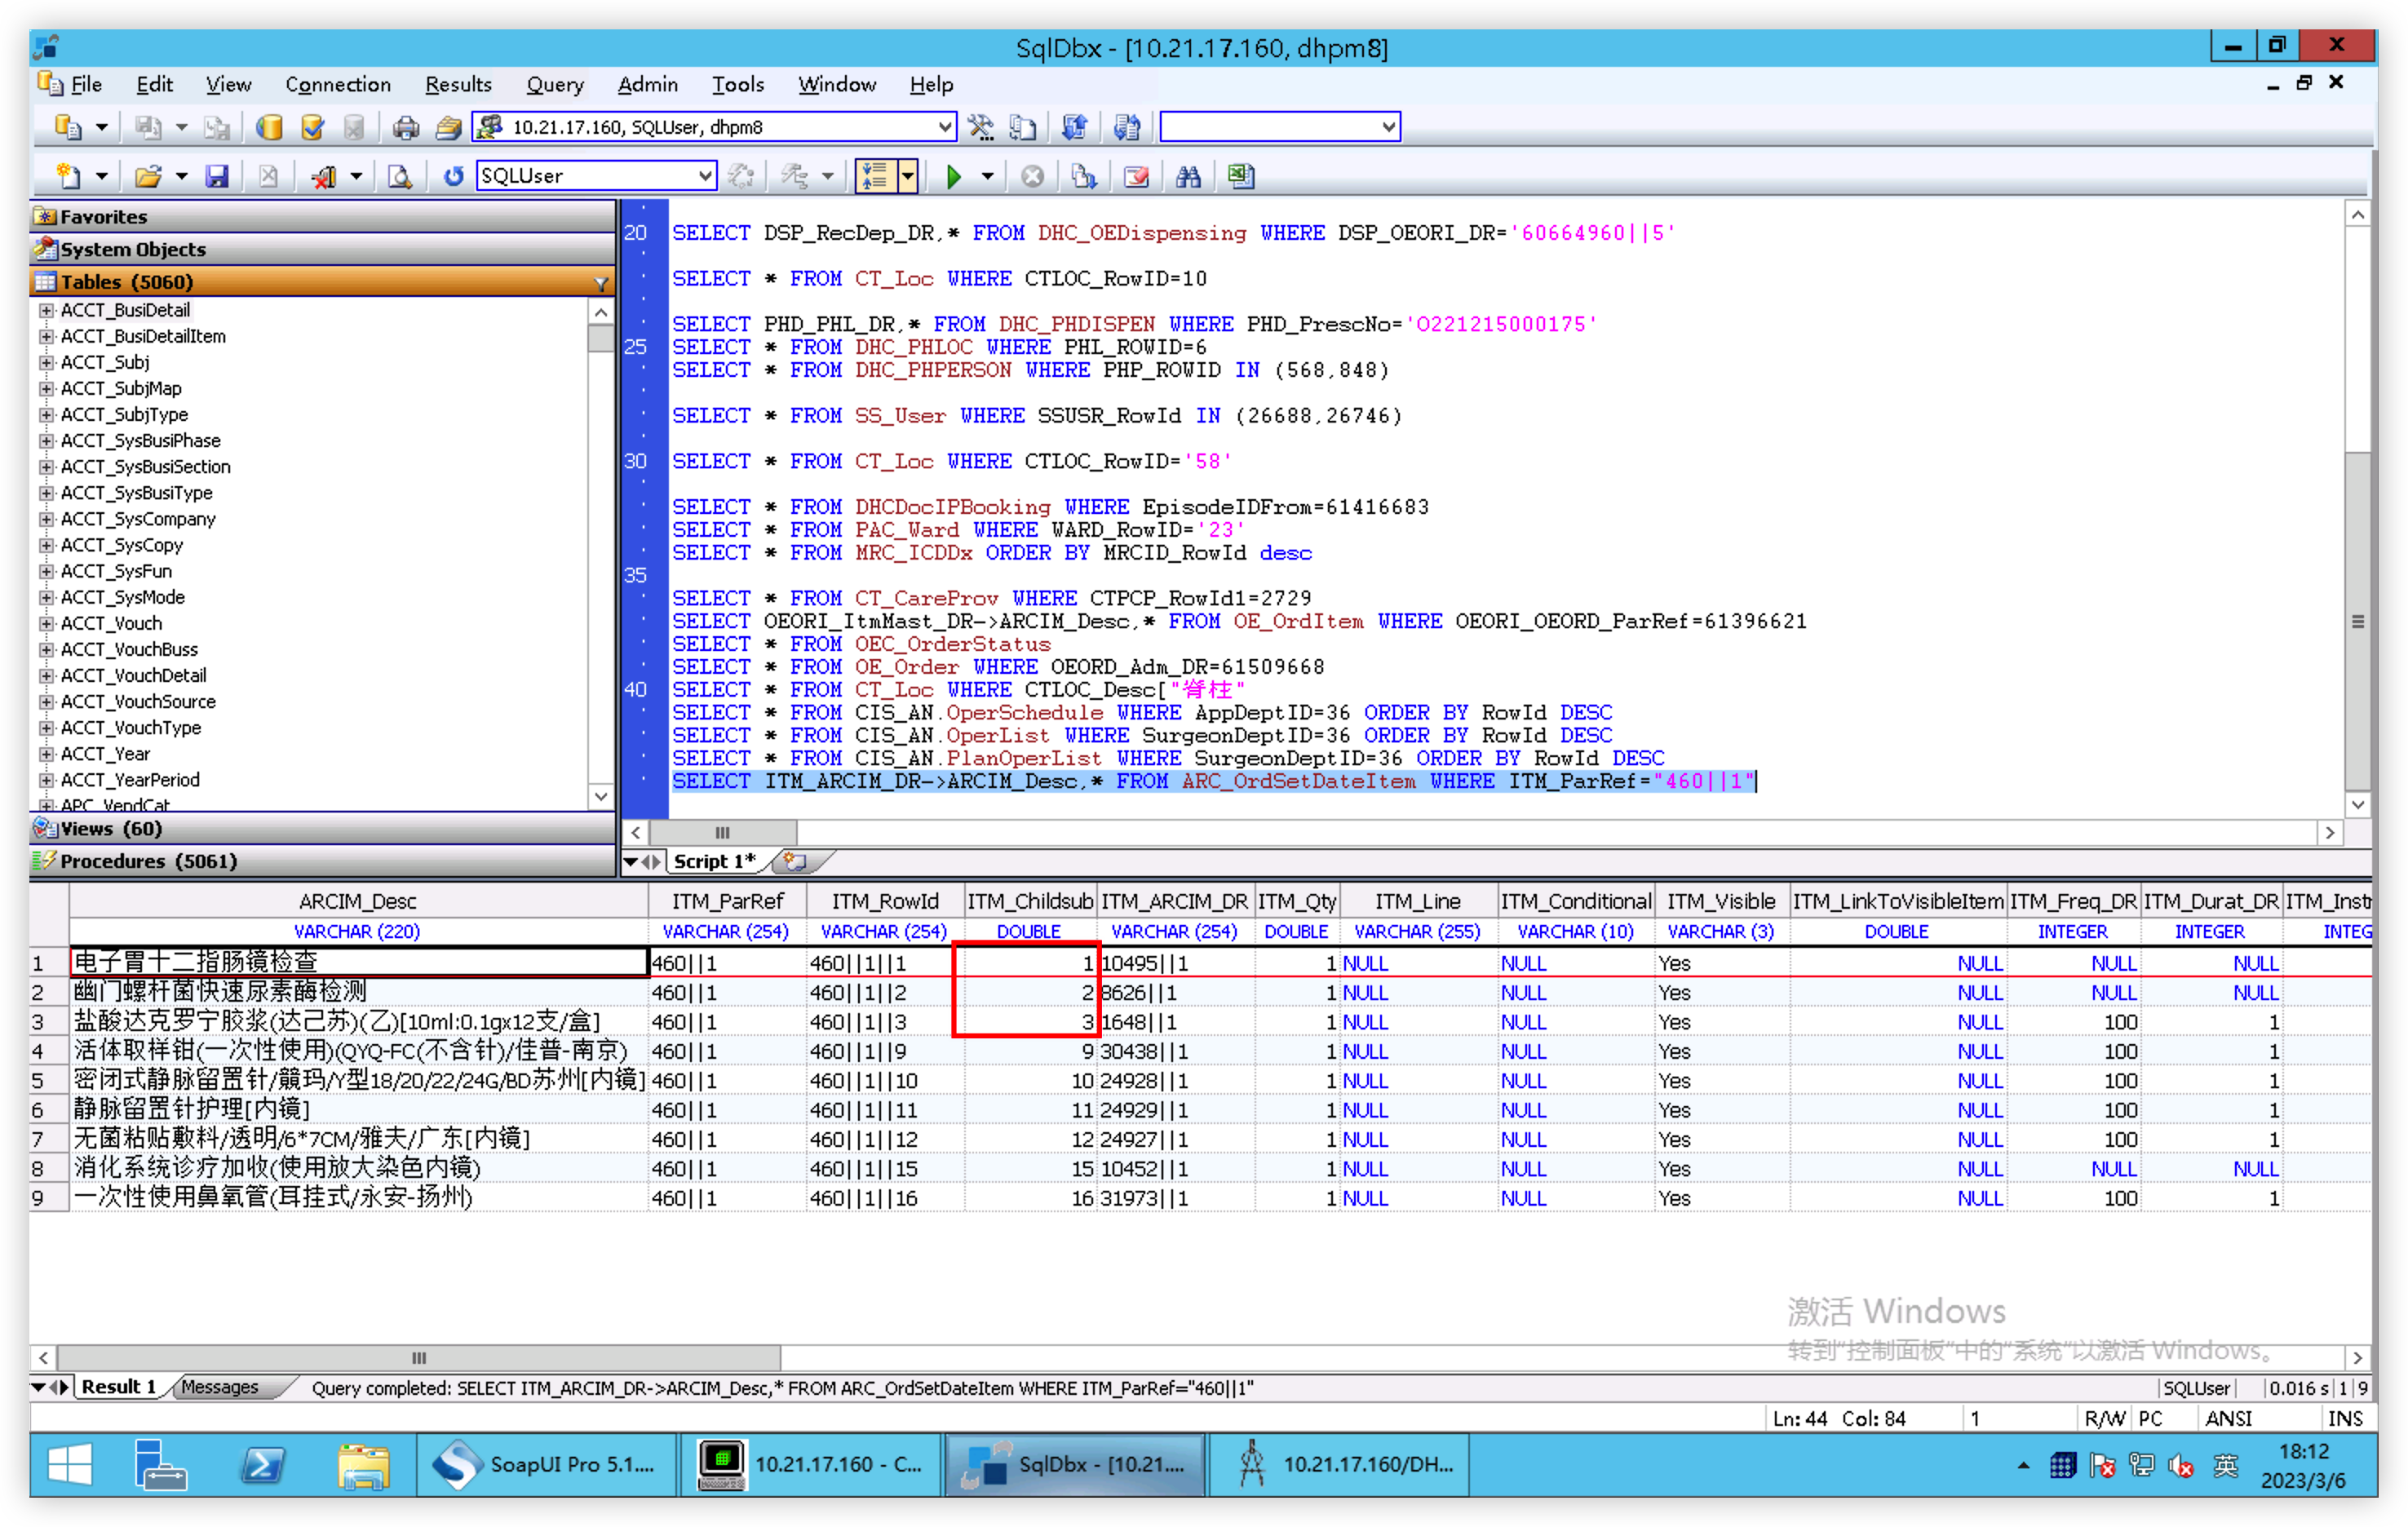 SqlDbx - [10.21.17.160, dhpm8]
File Edit View Connection Results Query Admin Tools Window Help
10.21.17.160, SQLUser, dhpm8
SQLUser
Favorites
System Objects
Tables (5060)
ACCT_BusiDetail
ACCT_BusiDetailItem
ACCT_Subj
ACCT_SubjMap
ACCT_SubjType
ACCT_SysBusiPhase
ACCT_SysBusiSection
ACCT_SysBusiType
ACCT_SysCompany
ACCT_SysCopy
ACCT_SysFun
ACCT_SysMode
ACCT_Vouch
ACCT_VouchBuss
ACCT_VouchDetail
ACCT_VouchSource
ACCT_VouchType
ACCT_Year
ACCT_YearPeriod
APC_VendCat
Views (60)
Procedures (5061)
20 SELECT DSP_RecDep_DR,* FROM DHC_OEDispensing WHERE DSP_OEORI_DR='60664960||5'
SELECT * FROM CT_Loc WHERE CTLOC_RowID=10
SELECT PHD_PHL_DR,* FROM DHC_PHDISPEN WHERE PHD_PrescNo='O221215000175'
25 SELECT * FROM DHC_PHLOC WHERE PHL_ROWID=6
SELECT * FROM DHC_PHPERSON WHERE PHP_ROWID IN (568,848)
SELECT * FROM SS_User WHERE SSUSR_RowId IN (26688,26746)
30 SELECT * FROM CT_Loc WHERE CTLOC_RowID='58'
SELECT * FROM DHCDocIPBooking WHERE EpisodeIDFrom=61416683
SELECT * FROM PAC_Ward WHERE WARD_RowID='23'
SELECT * FROM MRC_ICDDx ORDER BY MRCID_RowId desc
35
SELECT * FROM CT_CareProv WHERE CTPCP_RowId1=2729
SELECT OEORI_ItmMast_DR->ARCIM_Desc,* FROM OE_OrdItem WHERE OEORI_OEORD_ParRef=61396621
SELECT * FROM OEC_OrderStatus
SELECT * FROM OE_Order WHERE OEORD_Adm_DR=61509668
40 SELECT * FROM CT_Loc WHERE CTLOC_Desc["脊柱"
SELECT * FROM CIS_AN.OperSchedule WHERE AppDeptID=36 ORDER BY RowId DESC
SELECT * FROM CIS_AN.OperList WHERE SurgeonDeptID=36 ORDER BY RowId DESC
SELECT * FROM CIS_AN.PlanOperList WHERE SurgeonDeptID=36 ORDER BY RowId DESC
SELECT ITM_ARCIM_DR->ARCIM_Desc,* FROM ARC_OrdSetDateItem WHERE ITM_ParRef="460||1"
Script 1*
ARCIM_Desc ITM_ParRef ITM_RowId ITM_Childsub ITM_ARCIM_DR ITM_Qty ITM_Line ITM_Conditional ITM_Visible ITM_LinkToVisibleItem ITM_Freq_DR ITM_Durat_DR ITM_Instr
VARCHAR (220) VARCHAR (254) VARCHAR (254) DOUBLE VARCHAR (254) DOUBLE VARCHAR (255) VARCHAR (10) VARCHAR (3) DOUBLE INTEGER INTEGER INTEG
1 电子胃十二指肠镜检查 460||1 460||1||1 1 10495||1 1 NULL NULL Yes NULL NULL NULL
2 幽门螺杆菌快速尿素酶检测 460||1 460||1||2 2 8626||1 1 NULL NULL Yes NULL NULL NULL
3 盐酸达克罗宁胶浆(达己苏)(乙)[10ml:0.1gx12支/盒] 460||1 460||1||3 3 1648||1 1 NULL NULL Yes NULL 100 1
4 活体取样钳(一次性使用)(QYQ-FC(不含针)/佳普-南京) 460||1 460||1||9 9 30438||1 1 NULL NULL Yes NULL 100 1
5 密闭式静脉留置针/竸玛/Y型18/20/22/24G/BD苏州[内镜] 460||1 460||1||10 10 24928||1 1 NULL NULL Yes NULL 100 1
6 静脉留置针护理[内镜] 460||1 460||1||11 11 24929||1 1 NULL NULL Yes NULL 100 1
7 无菌粘贴敷料/透明/6*7CM/雅夫/广东[内镜] 460||1 460||1||12 12 24927||1 1 NULL NULL Yes NULL 100 1
8 消化系统诊疗加收(使用放大染色内镜) 460||1 460||1||15 15 10452||1 1 NULL NULL Yes NULL NULL NULL
9 一次性使用鼻氧管(耳挂式/永安-扬州) 460||1 460||1||16 16 31973||1 1 NULL NULL Yes NULL 100 1
激活 Windows
转到"控制面板"中的"系统"以激活 Windows。
Result 1 Messages Query completed: SELECT ITM_ARCIM_DR->ARCIM_Desc,* FROM ARC_OrdSetDateItem WHERE ITM_ParRef="460||1" SQLUser 0.016 s 1 9
Ln: 44 Col: 84 1 R/W PC ANSI INS
SoapUI Pro 5.1.... 10.21.17.160 - C... SqlDbx - [10.21.... 10.21.17.160/DH... 英 18:12
2023/3/6